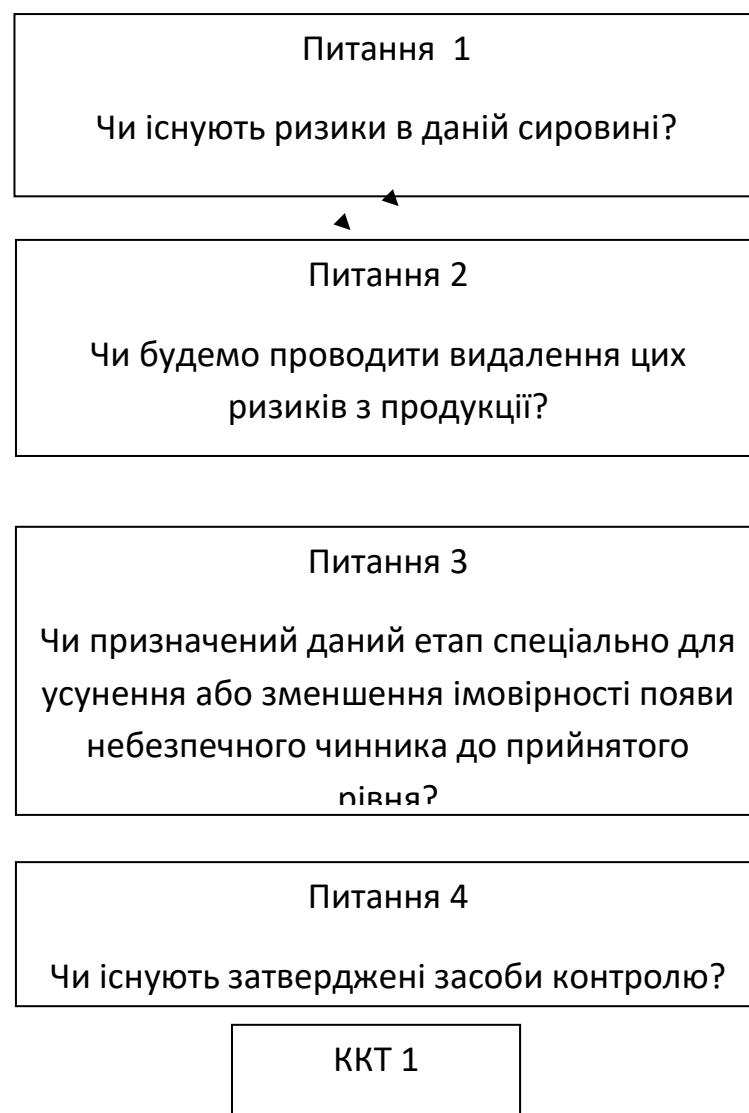 Питання 1
Чи існують ризики в даній сировині?
Питання 2
Чи будемо проводити видалення цих
ризиків з продукції?
Питання 3
Чи призначений даний етап спеціально для
усунення або зменшення імовірності появи
небезпечного чинника до прийнятого
рівня?
Питання 4
Чи існують затверджені засоби контролю?
ККТ 1